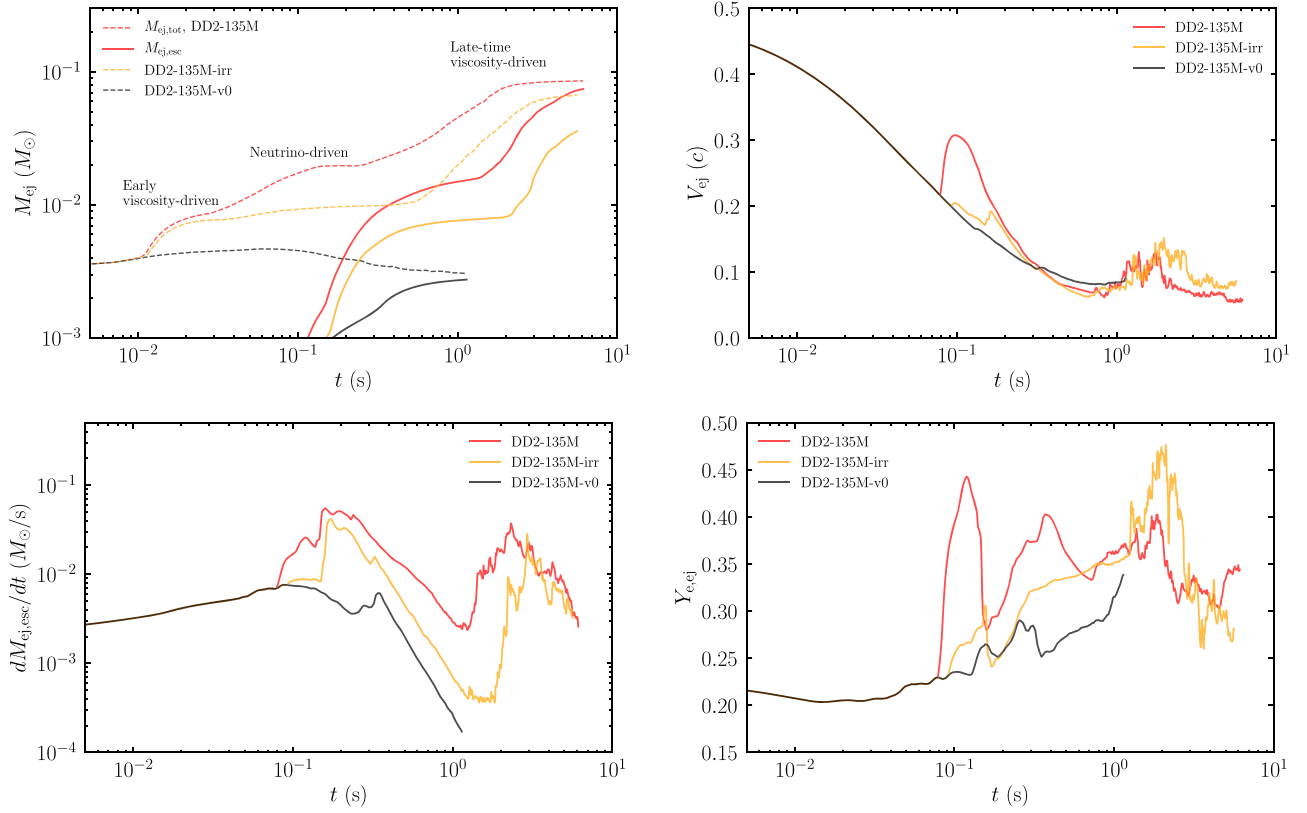 M_ej,tot, DD2-135M
M_ej,esc
DD2-135M-irr
DD2-135M-v0
Late-time
viscosity-driven
Neutrino-driven
Early
viscosity-driven
10^-1
10^-2
10^-3
M_ej (M_⊙)
10^-2 10^-1 10^0 10^1
t (s)
DD2-135M
DD2-135M-irr
DD2-135M-v0
0.5
0.4
0.3
0.2
0.1
0.0
V_ej (c)
10^-2 10^-1 10^0 10^1
t (s)
DD2-135M
DD2-135M-irr
DD2-135M-v0
10^-1
10^-2
10^-3
10^-4
dM_ej,esc/dt (M_⊙/s)
10^-2 10^-1 10^0 10^1
t (s)
DD2-135M
DD2-135M-irr
DD2-135M-v0
0.50
0.45
0.40
0.35
0.30
0.25
0.20
0.15
Y_e,ej
10^-2 10^-1 10^0 10^1
t (s)